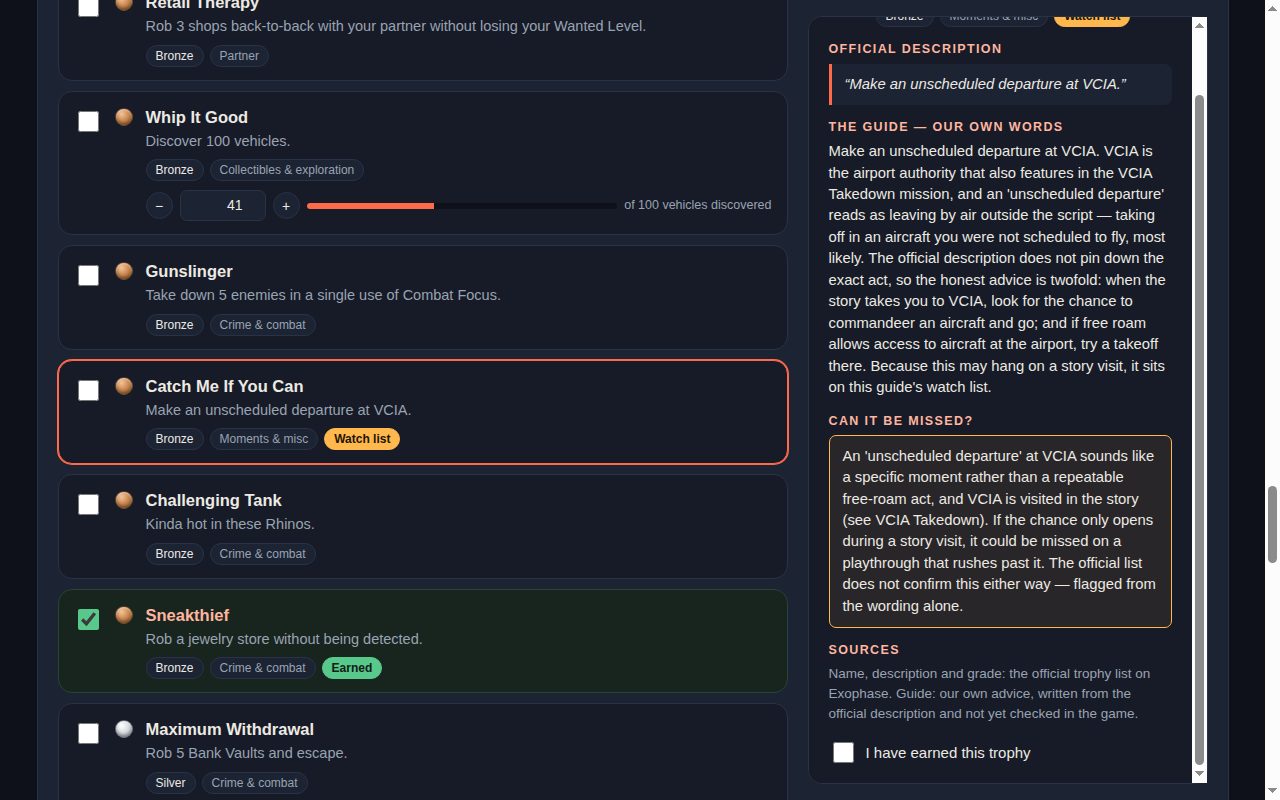 Retail Therapy
Rob 3 shops back-to-back with your partner without losing your Wanted Level.
Bronze
Partner
Whip It Good
Discover 100 vehicles.
Bronze
Collectibles & exploration
−
41
+
of 100 vehicles discovered
Gunslinger
Take down 5 enemies in a single use of Combat Focus.
Bronze
Crime & combat
Catch Me If You Can
Make an unscheduled departure at VCIA.
Bronze
Moments & misc
Watch list
Challenging Tank
Kinda hot in these Rhinos.
Bronze
Crime & combat
Sneakthief
Rob a jewelry store without being detected.
Bronze
Crime & combat
Earned
Maximum Withdrawal
Rob 5 Bank Vaults and escape.
Silver
Crime & combat
Bronze
Moments & misc
Watch list
OFFICIAL DESCRIPTION
“Make an unscheduled departure at VCIA.”
THE GUIDE — OUR OWN WORDS
Make an unscheduled departure at VCIA. VCIA is
the airport authority that also features in the VCIA
Takedown mission, and an 'unscheduled departure'
reads as leaving by air outside the script — taking
off in an aircraft you were not scheduled to fly, most
likely. The official description does not pin down the
exact act, so the honest advice is twofold: when the
story takes you to VCIA, look for the chance to
commandeer an aircraft and go; and if free roam
allows access to aircraft at the airport, try a takeoff
there. Because this may hang on a story visit, it sits
on this guide's watch list.
CAN IT BE MISSED?
An 'unscheduled departure' at VCIA sounds like
a specific moment rather than a repeatable
free-roam act, and VCIA is visited in the story
(see VCIA Takedown). If the chance only opens
during a story visit, it could be missed on a
playthrough that rushes past it. The official list
does not confirm this either way — flagged from
the wording alone.
SOURCES
Name, description and grade: the official trophy list on
Exophase. Guide: our own advice, written from the
official description and not yet checked in the game.
I have earned this trophy